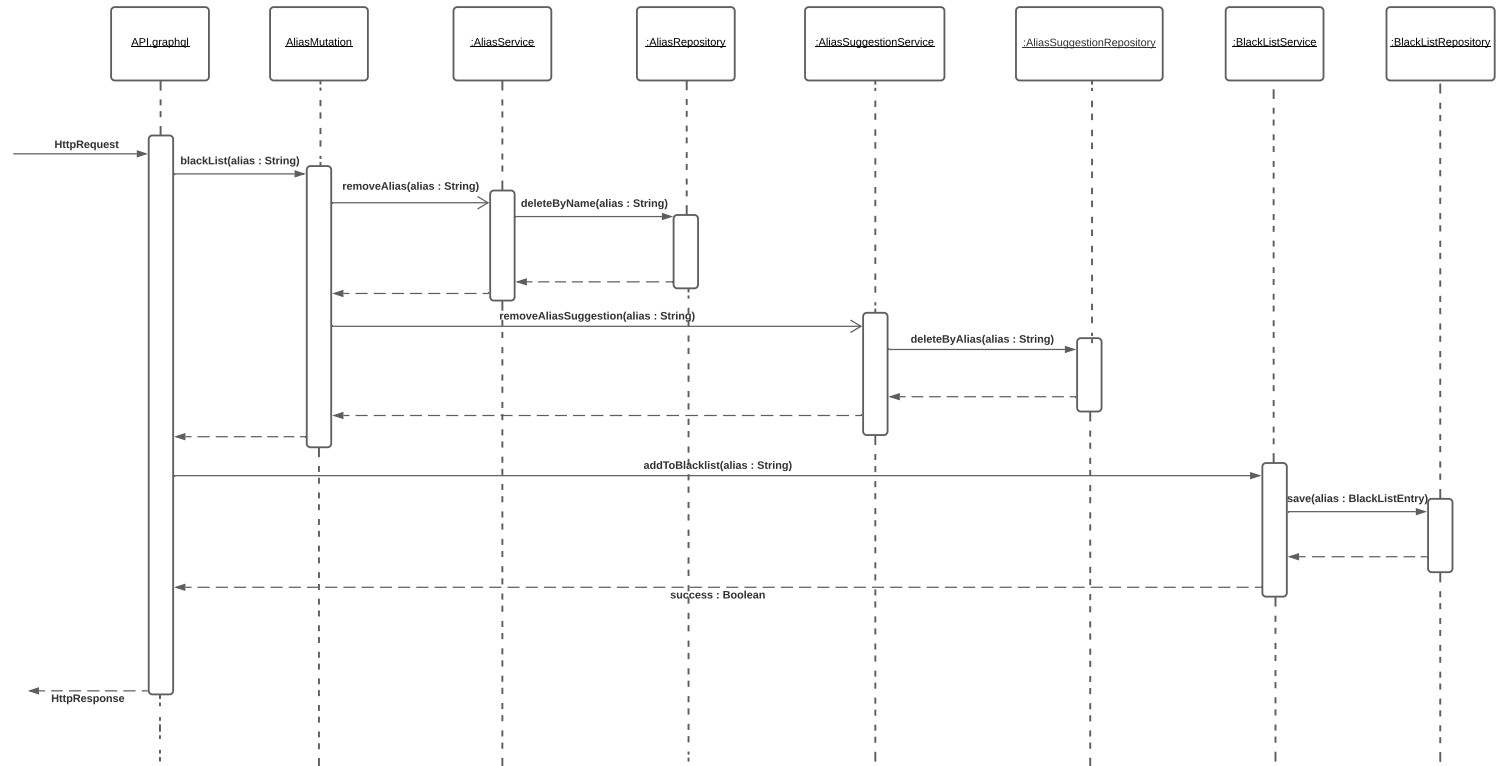 API.graphql
AliasMutation
:AliasService
:AliasRepository
:AliasSuggestionService
:AliasSuggestionRepository
:BlackListService
:BlackListRepository
HttpRequest
blackList(alias : String)
removeAlias(alias : String)
deleteByName(alias : String)
removeAliasSuggestion(alias : String)
deleteByAlias(alias : String)
addToBlacklist(alias : String)
save(alias : BlackListEntry)
success : Boolean
HttpResponse